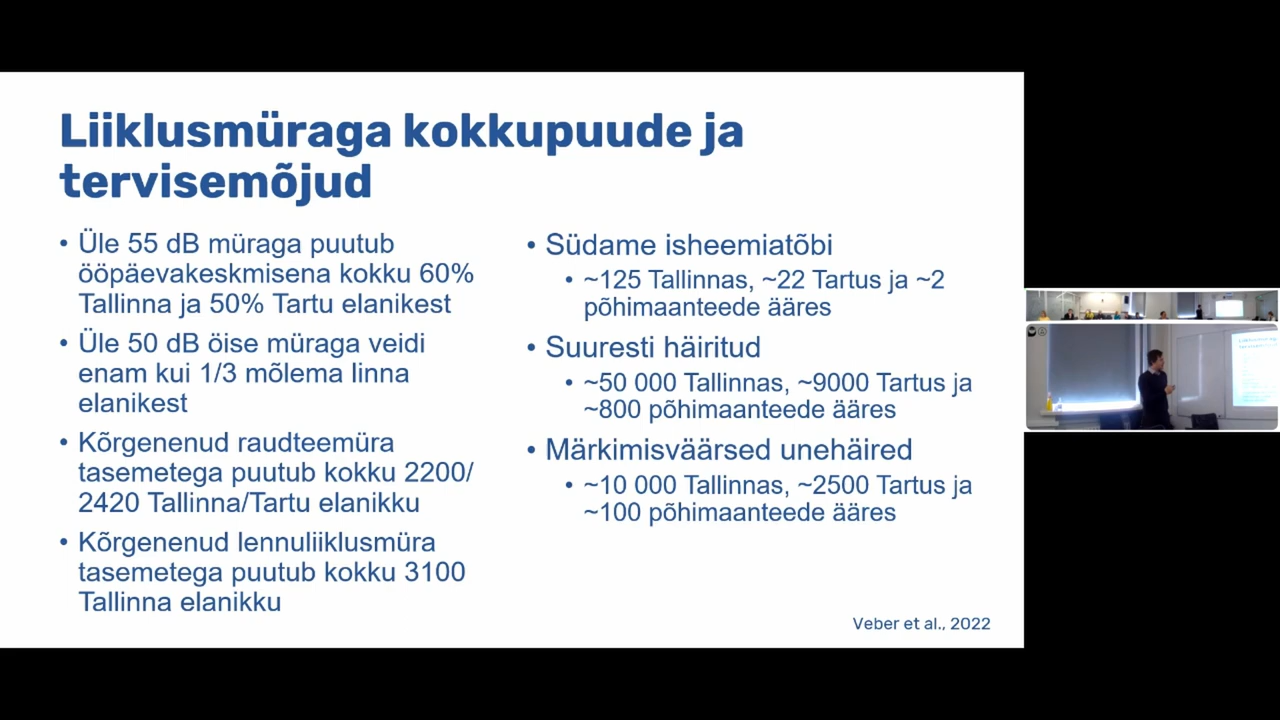 Liiklusmüraga kokkupuude ja
tervisemõjud
• Üle 55 dB müraga puutub
ööpäevakeskmisena kokku 60%
Tallinna ja 50% Tartu elanikest
• Üle 50 dB öise müraga veidi
enam kui 1/3 mõlema linna
elanikest
• Kõrgenenud raudteemüra
tasemetega puutub kokku 2200/
2420 Tallinna/Tartu elanikku
• Kõrgenenud lennuliiklusmüra
tasemetega puutub kokku 3100
Tallinna elanikku
• Südame isheemiatõbi
• ~125 Tallinnas, ~22 Tartus ja ~2
põhimaanteede ääres
• Suuresti häiritud
• ~50 000 Tallinnas, ~9000 Tartus ja
~800 põhimaanteede ääres
• Märkimisväärsed unehäired
• ~10 000 Tallinnas, ~2500 Tartus ja
~100 põhimaanteede ääres
Veber et al., 2022